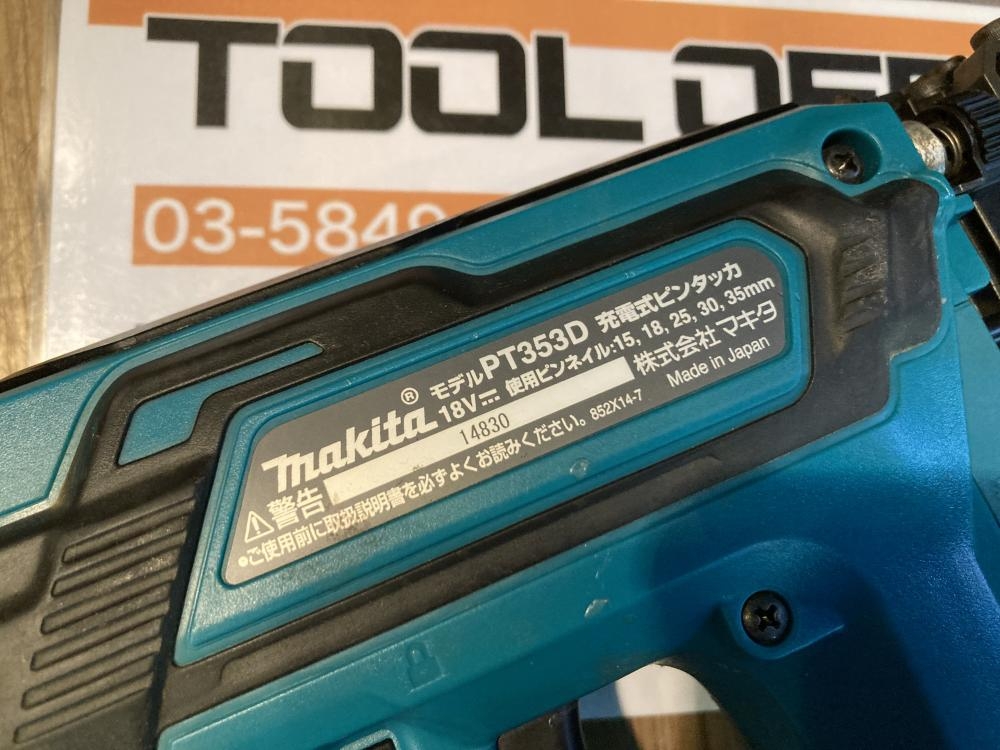 TOOL OFF
03-5849
makita® モデルPT353D 充電式ピンタッカ
18V⎓ 使用ピンネイル:15, 18, 25, 30, 35mm
14830 株式会社マキタ
⚠警告 852X14-7 Made in Japan
•ご使用前に取扱説明書を必ずよくお読みください。